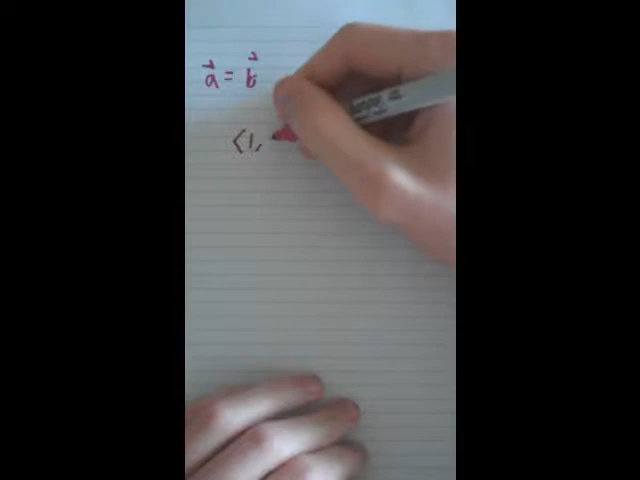 a⃗ = b⃗
⟨1,